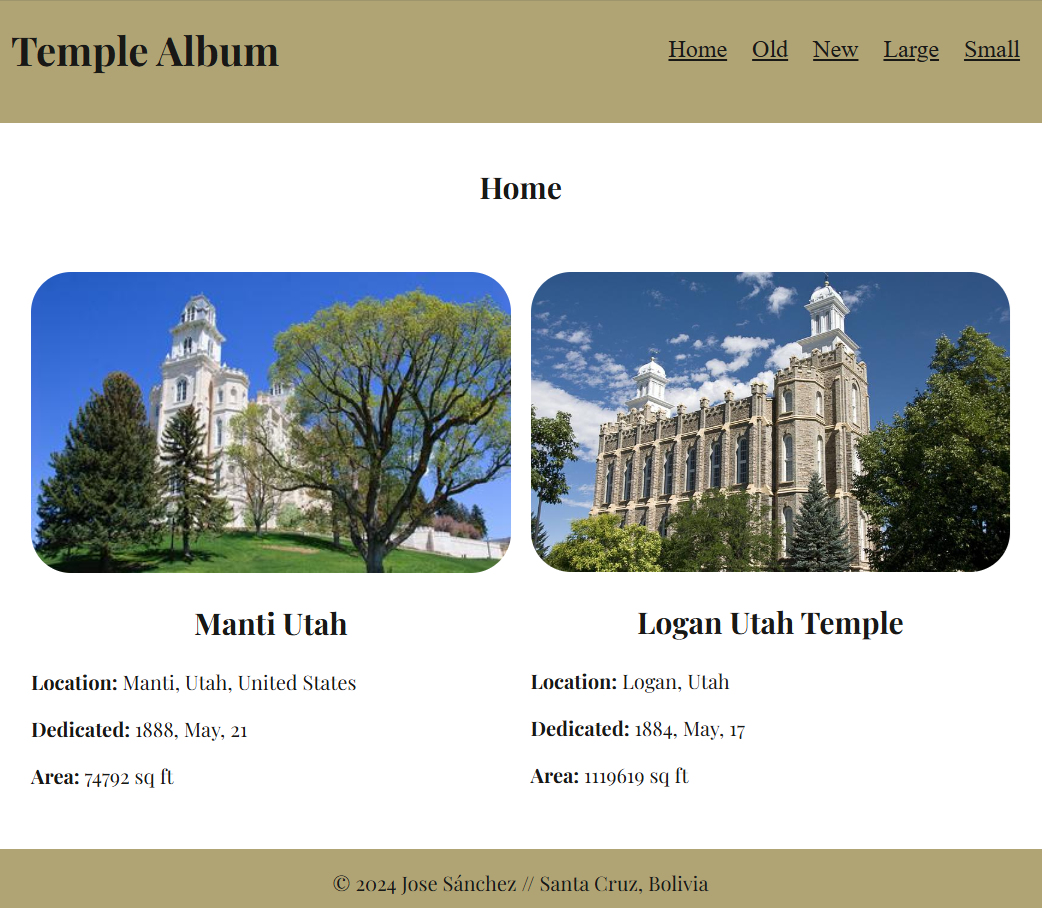 Temple Album
Home Old New Large Small
Home
Manti Utah
Location: Manti, Utah, United States
Dedicated: 1888, May, 21
Area: 74792 sq ft
Logan Utah Temple
Location: Logan, Utah
Dedicated: 1884, May, 17
Area: 1119619 sq ft
© 2024 Jose Sánchez // Santa Cruz, Bolivia